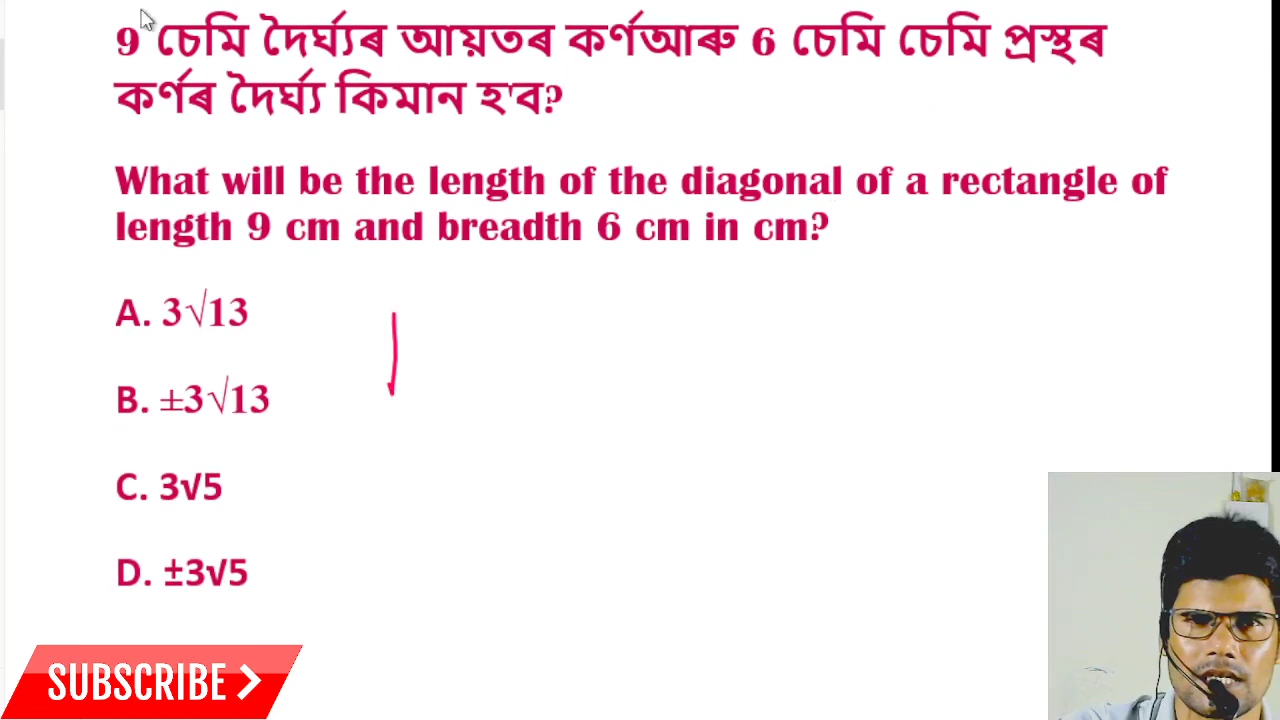 9 চেমি দৈৰ্ঘ্যৰ আয়তৰ কৰ্ণআৰু 6 চেমি চেমি প্ৰস্থৰ
কৰ্ণৰ দৈৰ্ঘ্য কিমান হ'ব?
What will be the length of the diagonal of a rectangle of
length 9 cm and breadth 6 cm in cm?
A. 3√13
B. ±3√13
C. 3√5
D. ±3√5
SUBSCRIBE